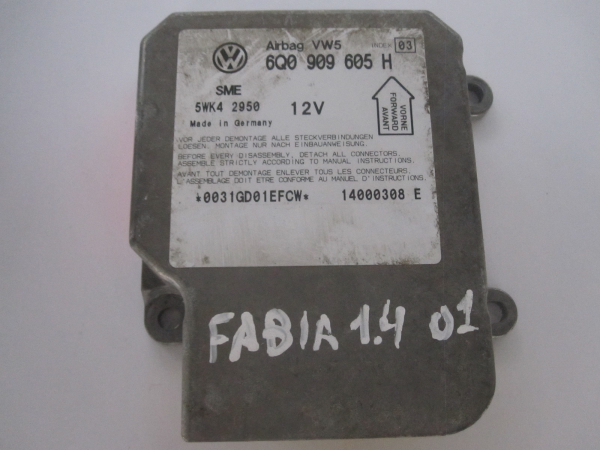 Airbag VW5 INDEX 03
6Q0 909 605 H
SME
5WK4 2950 12V
Made in Germany
VORNE
FORWARD
AVANT
VOR JEDER DEMONTAGE ALLE STECKVERBINDUNGEN
LOESEN. MONTAGE NUR NACH EINBAUANWEISUNG.
BEFORE EVERY DISASSEMBLY, DETACH ALL CONNECTORS.
ASSEMBLE STRICTLY ACCORDING TO MANUAL INSTRUCTIONS.
AVANT TOUT DEMONTAGE ENLEVER TOUS LES CONNECTEURS.
L'ASSEMBLAGE DOIT ETRE CONFORME AU MANUEL D'INSTRUCTIONS.
*0031GD01EFCW* 14000308 E
FABIA 1.4 01